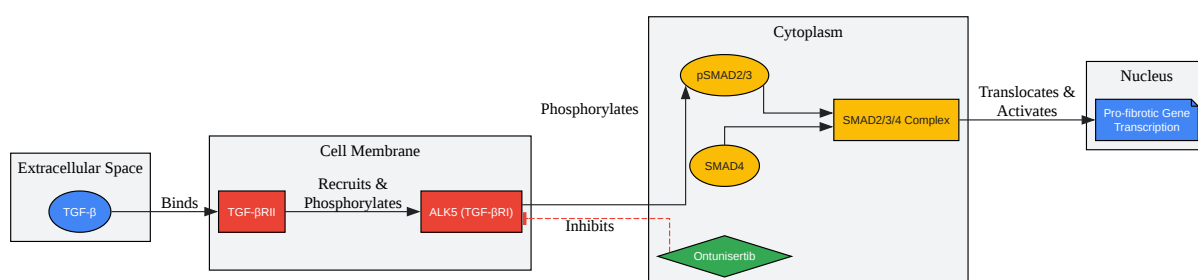 Extracellular Space
TGF-β
Binds
Cell Membrane
TGF-βRII
Recruits &
Phosphorylates
ALK5 (TGF-βRI)
Phosphorylates
Inhibits
Cytoplasm
pSMAD2/3
SMAD4
SMAD2/3/4 Complex
Ontunisertib
Translocates &
Activates
Nucleus
Pro-fibrotic Gene
Transcription